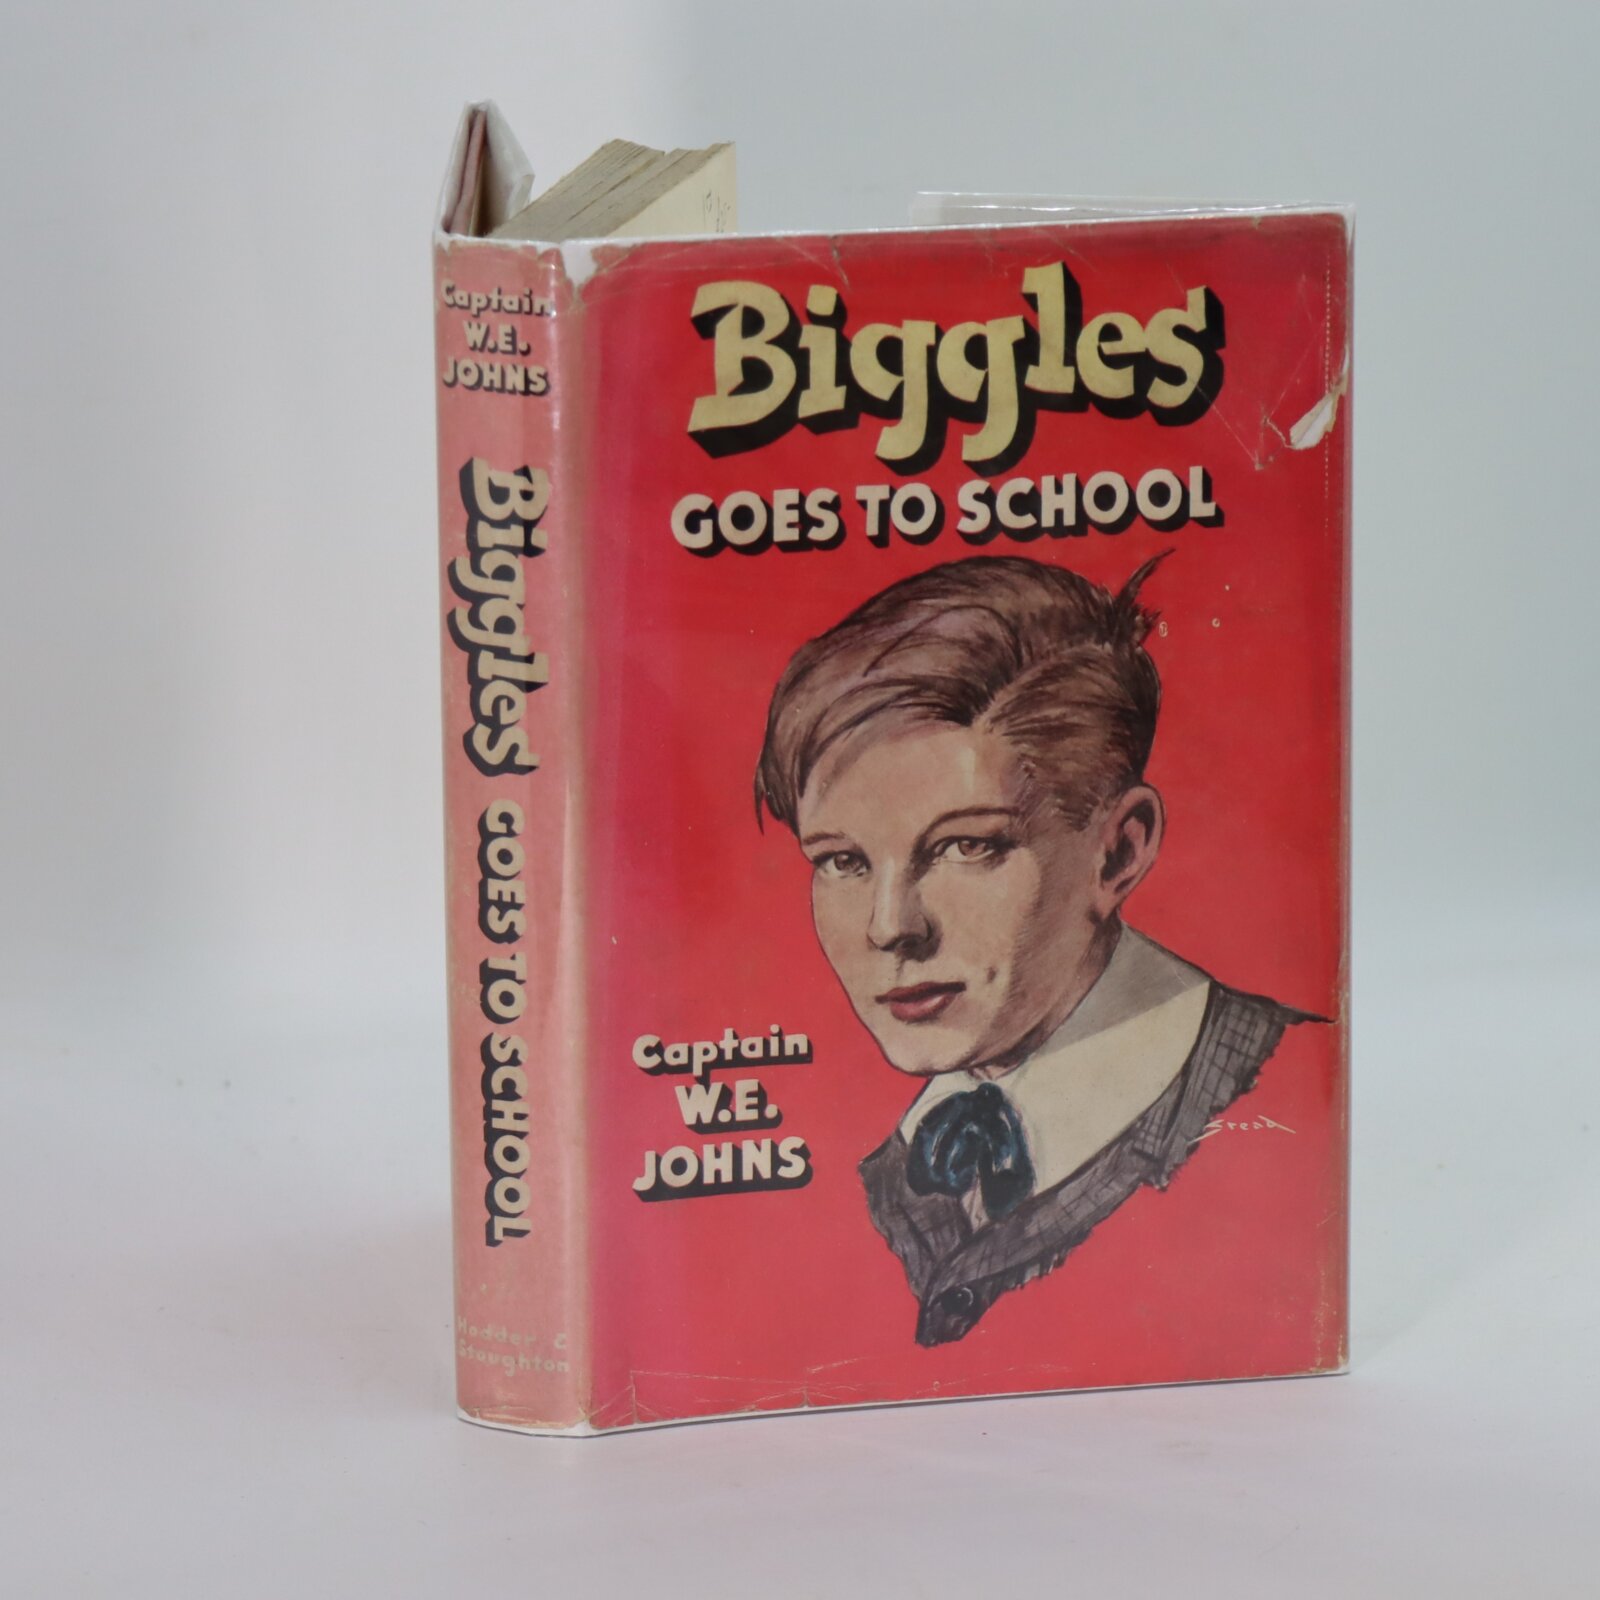 Captain
W.E.
JOHNS
Biggles GOES TO SCHOOL
Hodder &
Stoughton
Biggles
GOES TO SCHOOL
Captain
W.E.
JOHNS
Stead